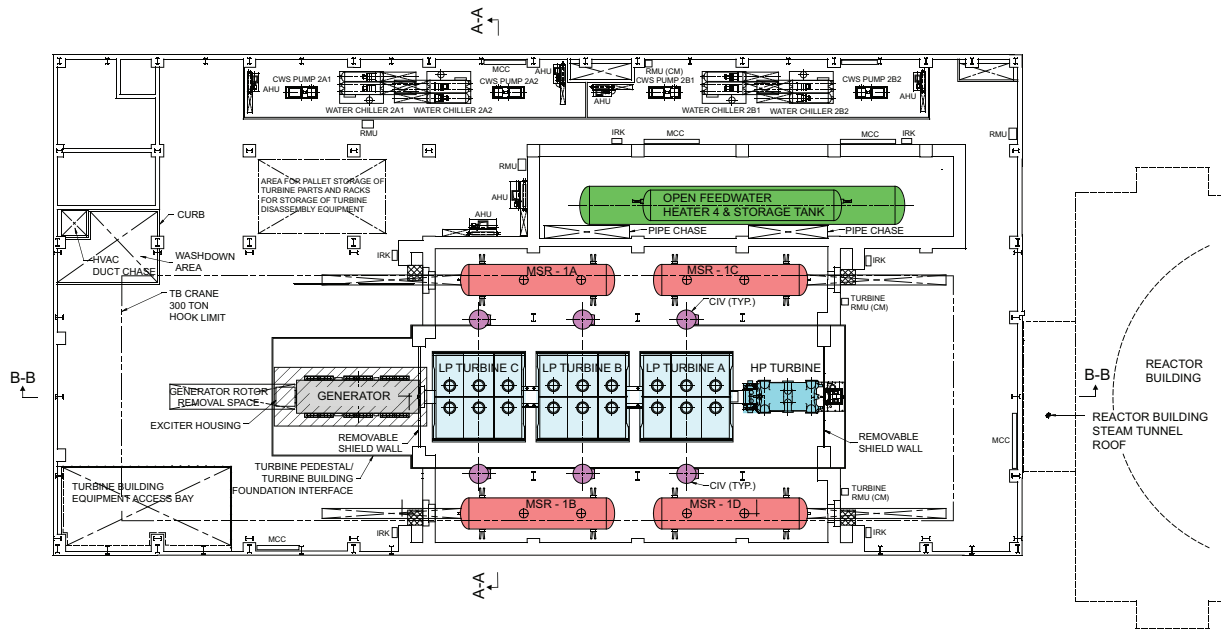 A-A
MCC
AHU
CWS PUMP 2A1
CWS PUMP 2A2
AHU
WATER CHILLER 2A1
WATER CHILLER 2A2
RMU (CM)
CWS PUMP 2B1
AHU
CWS PUMP 2B2
AHU
WATER CHILLER 2B1
WATER CHILLER 2B2
RMU
IRK
MCC
IRK
RMU
RMU
AREA FOR PALLET STORAGE OF
TURBINE PARTS AND RACKS
FOR STORAGE OF TURBINE
DISASSEMBLY EQUIPMENT
AHU
AHU
OPEN FEEDWATER
HEATER 4 & STORAGE TANK
PIPE CHASE
PIPE CHASE
CURB
HVAC
DUCT CHASE
WASHDOWN
AREA
TB CRANE
300 TON
HOOK LIMIT
IRK
MSR - 1A
MSR - 1C
IRK
CIV (TYP.)
TURBINE
RMU (CM)
B-B
LP TURBINE C
LP TURBINE B
LP TURBINE A
HP TURBINE
GENERATOR ROTOR
REMOVAL SPACE
GENERATOR
EXCITER HOUSING
REMOVABLE
SHIELD WALL
REMOVABLE
SHIELD WALL
TURBINE PEDESTAL/
TURBINE BUILDING
FOUNDATION INTERFACE
MCC
B-B
REACTOR
BUILDING
REACTOR BUILDING
STEAM TUNNEL
ROOF
TURBINE BUILDING
EQUIPMENT ACCESS BAY
CIV (TYP.)
TURBINE
RMU (CM)
MSR - 1B
MSR - 1D
IRK
IRK
MCC
A-A